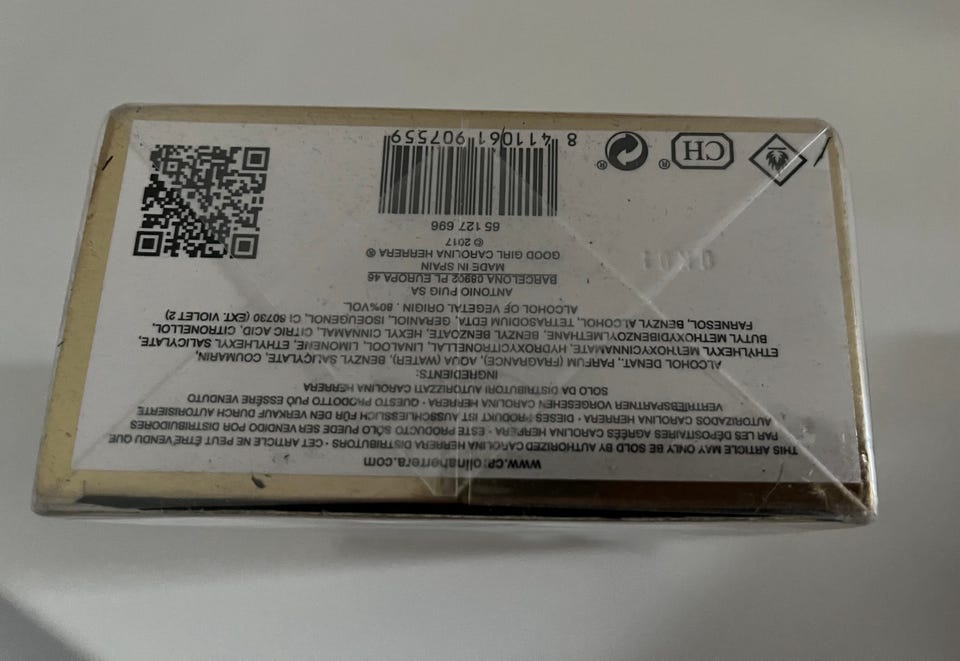 www.carolinaherrera.com
THIS ARTICLE MAY ONLY BE SOLD BY AUTHORIZED CAROLINA HERRERA DISTRIBUTORS • CET ARTICLE NE PEUT ÊTRE VENDU
PAR LES DÉPOSITAIRES AGRÉÉS CAROLINA HERRERA • ESTE PRODUCTO SÓLO PUEDE SER VENDIDO POR DISTRIBUIDORES
AUTORIZADOS CAROLINA HERRERA • DIESES PRODUKT IST AUSSCHLIESSLICH FÜR DEN VERKAUF DURCH AUTORISIERTE
VERTRIEBSPARTNER VORGESEHEN CAROLINA HERRERA • QUESTO PRODOTTO PUÒ ESSERE VENDUTO
SOLO DA DISTRIBUTORI AUTORIZZATI CAROLINA HERRERA
INGREDIENTS:
ALCOHOL DENAT., PARFUM (FRAGRANCE), AQUA (WATER), BENZYL SALICYLATE, COUMARIN,
ETHYLHEXYL METHOXYCINNAMATE, HYDROXYCITRONELLAL, LINALOOL, LIMONENE, ETHYLHEXYL SALICYLATE,
BUTYL METHOXYDIBENZOYLMETHANE, BENZYL BENZOATE, HEXYL CINNAMAL, CITRIC ACID, CITRONELLOL,
FARNESOL, BENZYL ALCOHOL, TETRASODIUM EDTA, GERANIOL, ISOEUGENOL, CI 60730 (EXT. VIOLET 2)
ALCOHOL OF VEGETAL ORIGIN . 80%VOL
ANTONIO PUIG SA
BARCELONA 08902 PL EUROPA 46
MADE IN SPAIN
GOOD GIRL CAROLINA HERRERA ®
© 2017
65 127 696
CH ®
®
8 411061 907559